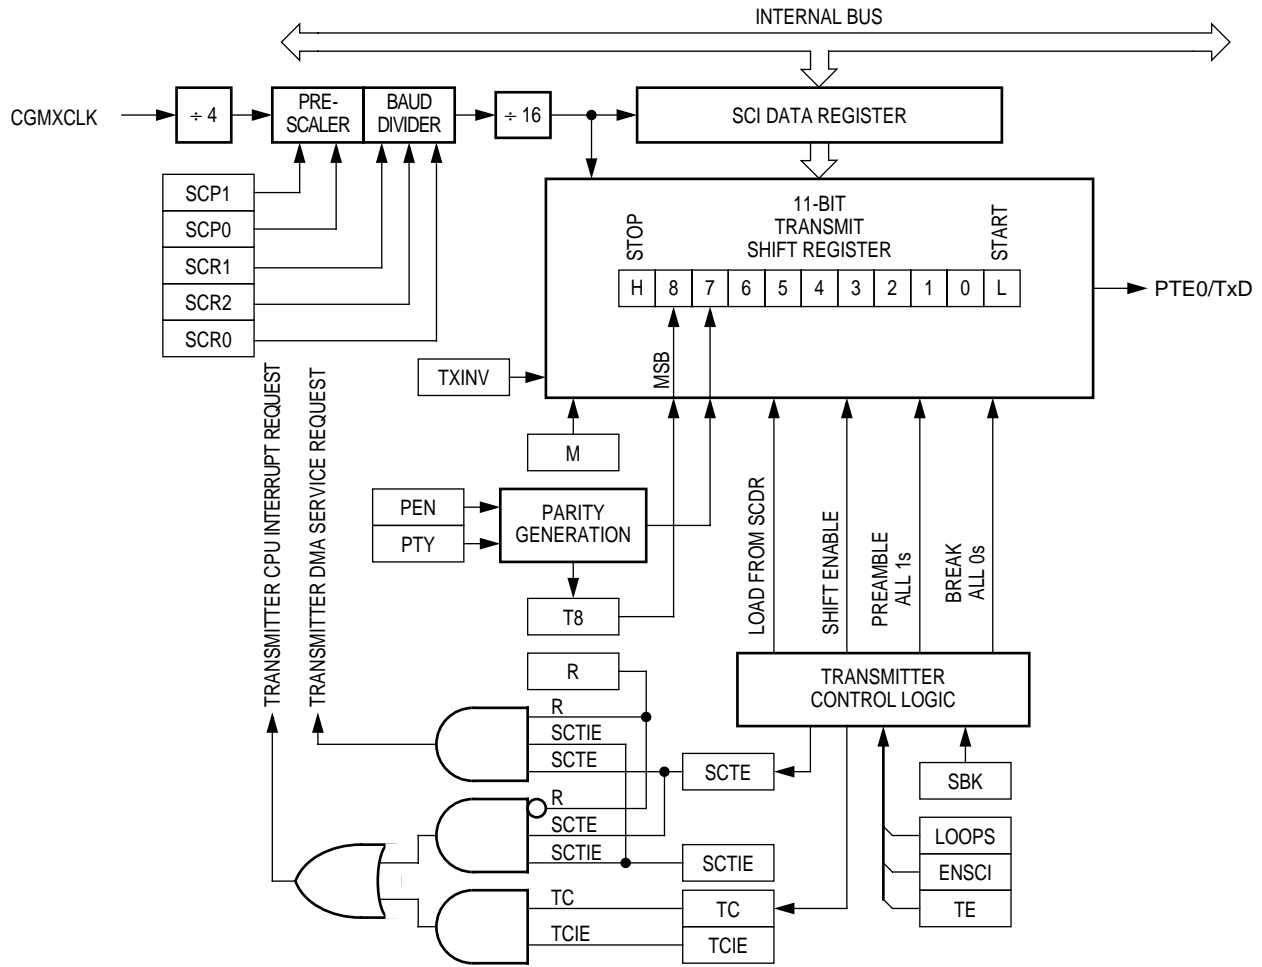 INTERNAL BUS
CGMXCLK
÷ 4
PRE-
SCALER
BAUD
DIVIDER
÷ 16
SCI DATA REGISTER
SCP1
SCP0
SCR1
SCR2
SCR0
11-BIT
TRANSMIT
SHIFT REGISTER
STOP
START
H 8 7 6 5 4 3 2 1 0 L
PTE0/TxD
TXINV
MSB
M
TRANSMITTER CPU INTERRUPT REQUEST
TRANSMITTER DMA SERVICE REQUEST
PEN
PTY
PARITY
GENERATION
T8
LOAD FROM SCDR
SHIFT ENABLE
PREAMBLE
ALL 1s
BREAK
ALL 0s
R
TRANSMITTER
CONTROL LOGIC
R
SCTIE
SCTE
SCTE
SBK
R
SCTE
SCTIE
SCTIE
LOOPS
ENSCI
TE
TC
TC
TCIE
TCIE